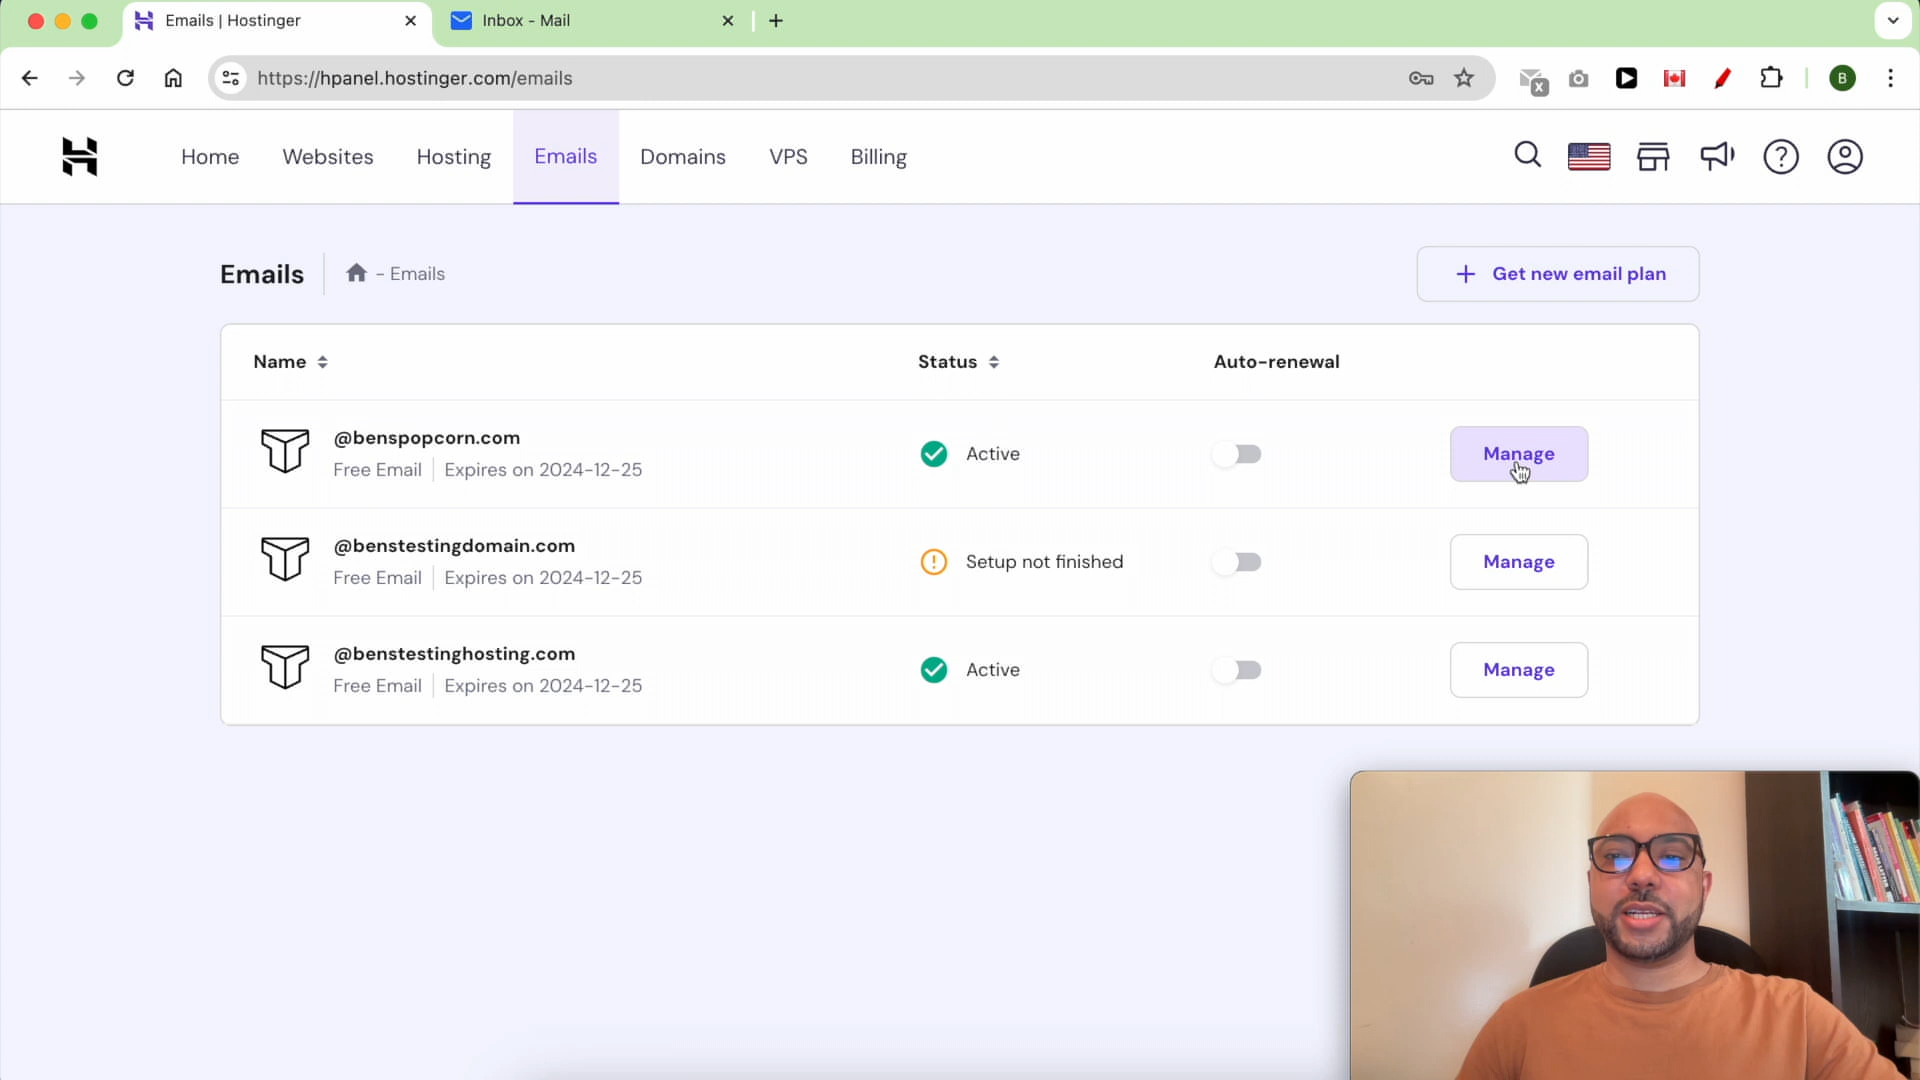 Emails | Hostinger
Inbox - Mail
https://hpanel.hostinger.com/emails
X
B
Home
Websites
Hosting
Emails
Domains
VPS
Billing
Emails
- Emails
+ Get new email plan
Name
Status
Auto-renewal
@benspopcorn.com
Free Email
Expires on 2024-12-25
Active
Manage
@benstestingdomain.com
Free Email
Expires on 2024-12-25
Setup not finished
Manage
@benstestinghosting.com
Free Email
Expires on 2024-12-25
Active
Manage